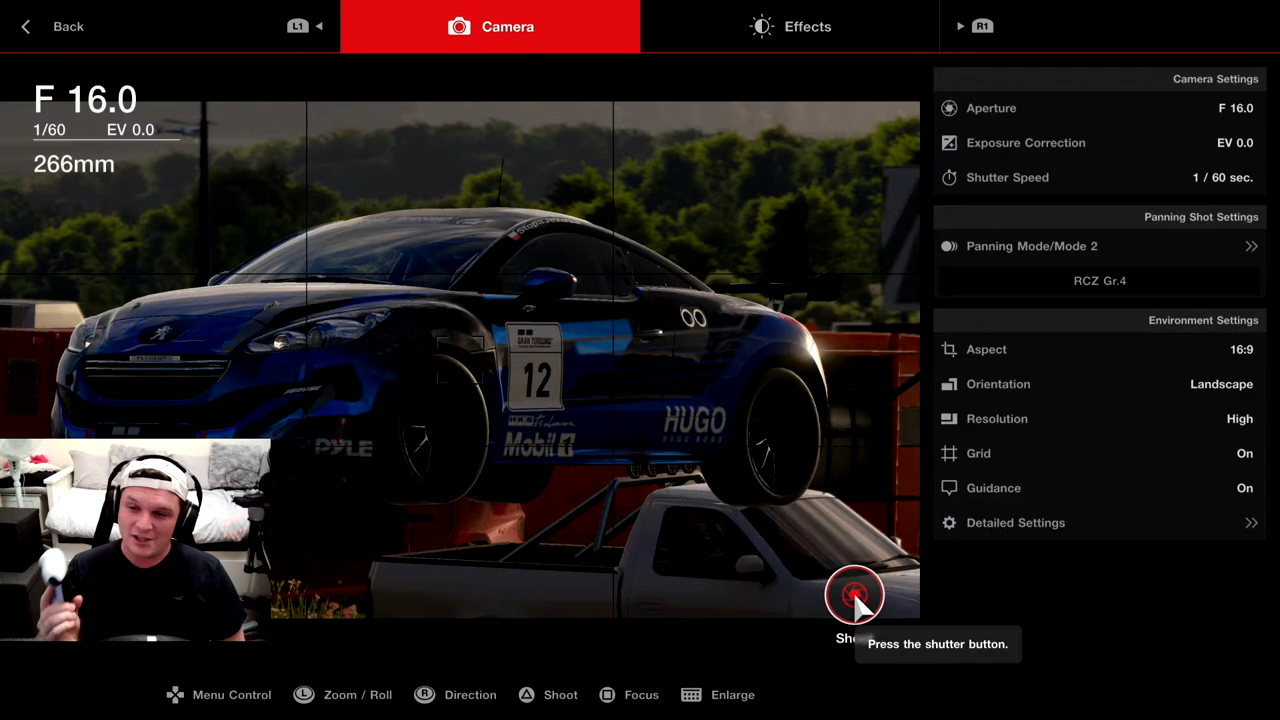 Back
L1
Camera
Effects
R1
F 16.0
1/60 EV 0.0
266mm
Camera Settings
Aperture F 16.0
Exposure Correction EV 0.0
Shutter Speed 1 / 60 sec.
Panning Shot Settings
Panning Mode/Mode 2
RCZ Gr.4
Environment Settings
Aspect 16:9
Orientation Landscape
Resolution High
Grid On
Guidance On
Detailed Settings
GRAN TURISMO
12
Mobil 1
HUGO
HUGO BOSS
PYLE
PEUGEOT
Press the shutter button.
L
R
Menu Control
Zoom / Roll
Direction
Shoot
Focus
Enlarge